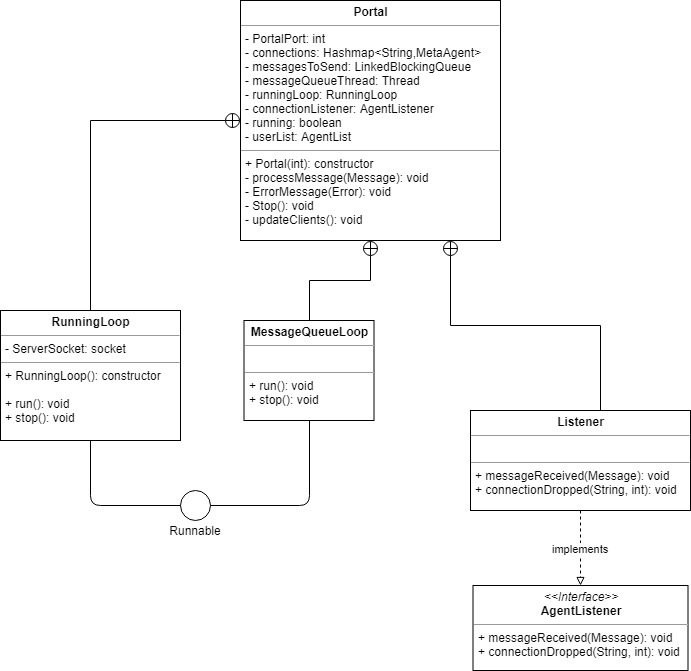 Portal
- PortalPort: int
- connections: Hashmap<String,MetaAgent>
- messagesToSend: LinkedBlockingQueue
- messageQueueThread: Thread
- runningLoop: RunningLoop
- connectionListener: AgentListener
- running: boolean
- userList: AgentList
+ Portal(int): constructor
- processMessage(Message): void
- ErrorMessage(Error): void
- Stop(): void
- updateClients(): void
RunningLoop
- ServerSocket: socket
+ RunningLoop(): constructor
+ run(): void
+ stop(): void
MessageQueueLoop
+ run(): void
+ stop(): void
Listener
+ messageReceived(Message): void
+ connectionDropped(String, int): void
Runnable
implements
<<Interface>>
AgentListener
+ messageReceived(Message): void
+ connectionDropped(String, int): void